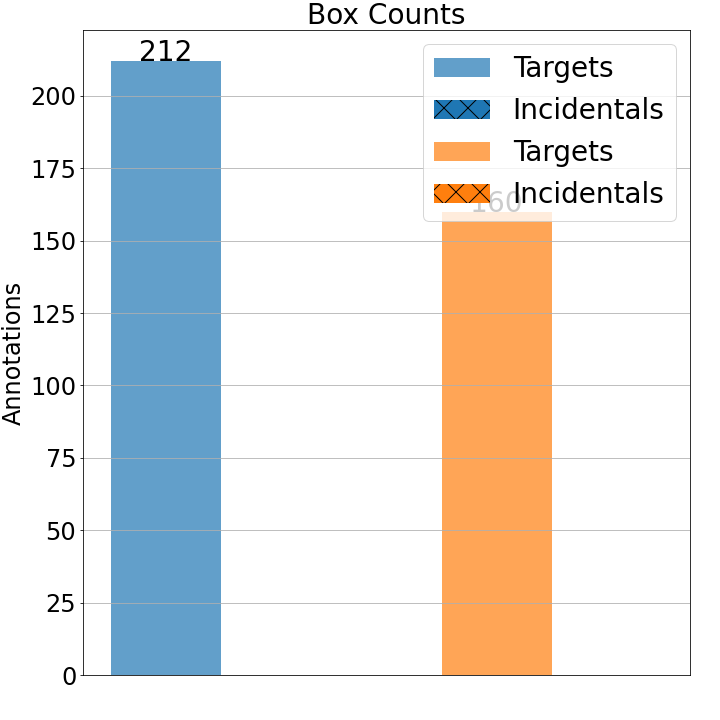 Box Counts
212
Targets
Incidentals
Targets
Incidentals
160
Annotations
200
175
150
125
100
75
50
25
0